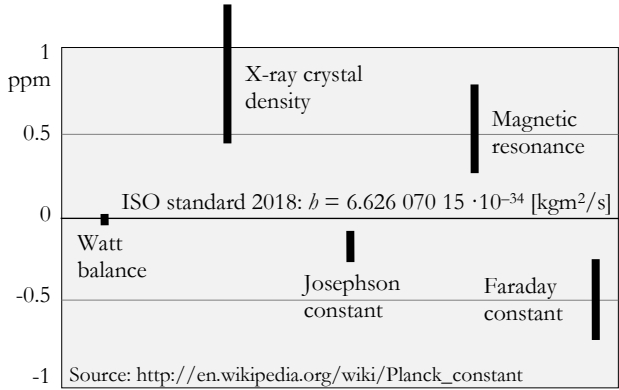 1
ppm
X-ray crystal
density
Magnetic
resonance
0.5
ISO standard 2018: h = 6.626 070 15 ·10⁻³⁴ [kgm²/s]
0
Watt
balance
Josephson
constant
Faraday
constant
-0.5
-1
Source: http://en.wikipedia.org/wiki/Planck_constant